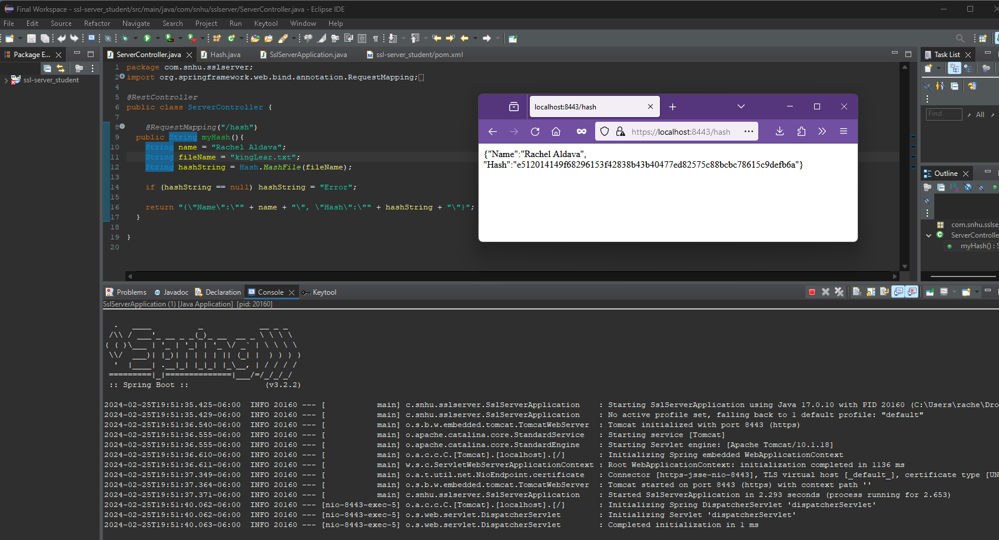 Final Workspace - ssl-server_student/src/main/java/com/snhu/sslserver/ServerController.java - Eclipse IDE
File Edit Source Refactor Navigate Search Project Run Keytool Window Help
Package E...
ssl-server_student
ServerController.java Hash.java SslServerApplication.java ssl-server_student/pom.xml
1 package com.snhu.sslserver;
2 import org.springframework.web.bind.annotation.RequestMapping;
4
5 @RestController
6 public class ServerController {
7
8 @RequestMapping("/hash")
9 public String myHash(){
10 String name = "Rachel Aldava";
11 String fileName = "kingLear.txt";
12 String hashString = Hash.HashFile(fileName);
13
14 if (hashString == null) hashString = "Error";
15
16 return "{\"Name\":\"" + name + "\", \"Hash\":\"" + hashString + "\"}";
17 }
18
19 }
20
localhost:8443/hash
https://localhost:8443/hash
{"Name":"Rachel Aldava",
"Hash":"e512014149f68296153f42838b43b40477ed82575c88bcbc78615c9defb6a"}
Task List
Find All
Outline
com.snhu.sslse
ServerControlle
myHash() : S
Problems Javadoc Declaration Console Keytool
SslServerApplication (1) [Java Application] [pid: 20160]
  .   ____          _            __ _ _
 /\\ / ___'_ __ _ _(_)_ __  __ _ \ \ \ \
( ( )\___ | '_ | '_| | '_ \/ _` | \ \ \ \
 \\/  ___)| |_)| | | | | || (_| |  ) ) ) )
  '  |____| .__|_| |_|_| |_\__, | / / / /
 =========|_|==============|___/=/_/_/_/
 :: Spring Boot ::                (v3.2.2)
2024-02-25T19:51:35.425-06:00 INFO 20160 --- [ main] c.snhu.sslserver.SslServerApplication : Starting SslServerApplication using Java 17.0.10 with PID 20160 (C:\Users\rache\Dro
2024-02-25T19:51:35.429-06:00 INFO 20160 --- [ main] c.snhu.sslserver.SslServerApplication : No active profile set, falling back to 1 default profile: "default"
2024-02-25T19:51:36.540-06:00 INFO 20160 --- [ main] o.s.b.w.embedded.tomcat.TomcatWebServer : Tomcat initialized with port 8443 (https)
2024-02-25T19:51:36.555-06:00 INFO 20160 --- [ main] o.apache.catalina.core.StandardService : Starting service [Tomcat]
2024-02-25T19:51:36.555-06:00 INFO 20160 --- [ main] o.apache.catalina.core.StandardEngine : Starting Servlet engine: [Apache Tomcat/10.1.18]
2024-02-25T19:51:36.610-06:00 INFO 20160 --- [ main] o.a.c.c.C.[Tomcat].[localhost].[/] : Initializing Spring embedded WebApplicationContext
2024-02-25T19:51:36.611-06:00 INFO 20160 --- [ main] w.s.c.ServletWebServerApplicationContext : Root WebApplicationContext: initialization completed in 1136 ms
2024-02-25T19:51:37.349-06:00 INFO 20160 --- [ main] o.a.t.util.net.NioEndpoint.certificate : Connector [https-jsse-nio-8443], TLS virtual host [_default_], certificate type [UN
2024-02-25T19:51:37.364-06:00 INFO 20160 --- [ main] o.s.b.w.embedded.tomcat.TomcatWebServer : Tomcat started on port 8443 (https) with context path ''
2024-02-25T19:51:37.371-06:00 INFO 20160 --- [ main] c.snhu.sslserver.SslServerApplication : Started SslServerApplication in 2.293 seconds (process running for 2.653)
2024-02-25T19:51:40.062-06:00 INFO 20160 --- [nio-8443-exec-5] o.a.c.c.C.[Tomcat].[localhost].[/] : Initializing Spring DispatcherServlet 'dispatcherServlet'
2024-02-25T19:51:40.062-06:00 INFO 20160 --- [nio-8443-exec-5] o.s.web.servlet.DispatcherServlet : Initializing Servlet 'dispatcherServlet'
2024-02-25T19:51:40.063-06:00 INFO 20160 --- [nio-8443-exec-5] o.s.web.servlet.DispatcherServlet : Completed initialization in 1 ms